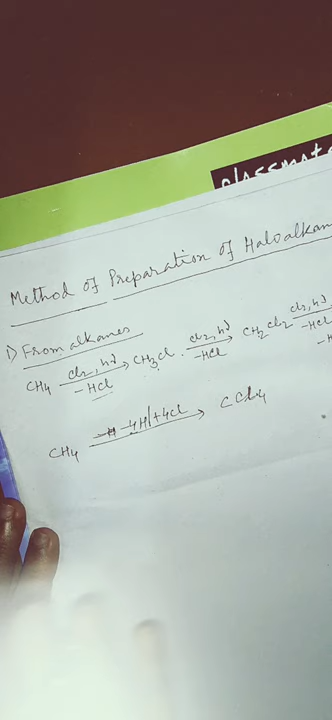 classmate
Method of Preparation of Haloalkan
1) From alkanes
CH4 —Cl2, hν / -HCl→ CH3Cl —Cl2, hν / -HCl→ CH2Cl2 —Cl2, hν / -HCl
CH4 —-4H/+4Cl→ CCl4